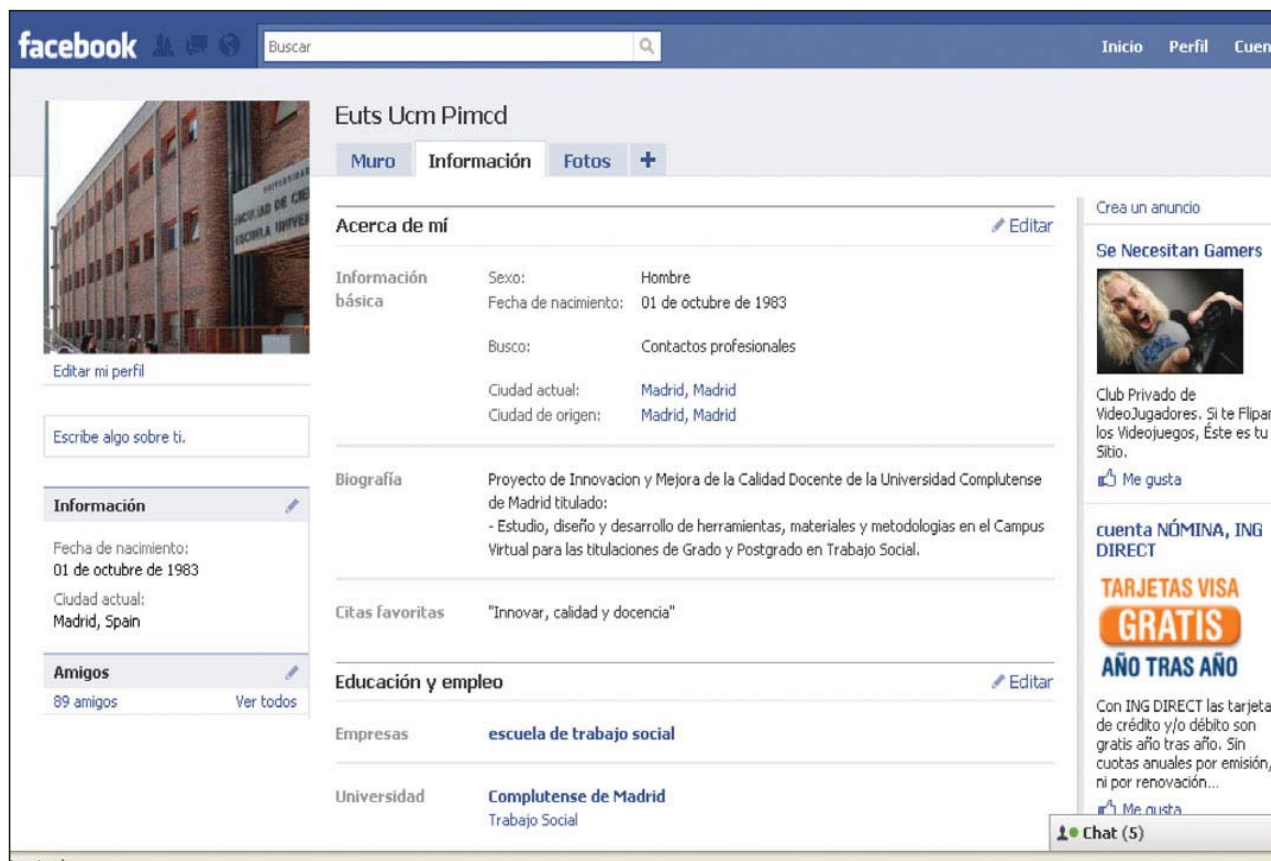 facebook
Buscar
Inicio Perfil Cuen
UNIVERSIDAD
FACULTAD DE CIE
ESCUELA UNIVER
Editar mi perfil
Escribe algo sobre ti.
Información
Fecha de nacimiento:
01 de octubre de 1983
Ciudad actual:
Madrid, Spain
Amigos
89 amigos Ver todos
Euts Ucm Pimcd
Muro Información Fotos +
Acerca de mí Editar
Información
básica
Sexo: Hombre
Fecha de nacimiento: 01 de octubre de 1983
Busco: Contactos profesionales
Ciudad actual: Madrid, Madrid
Ciudad de origen: Madrid, Madrid
Biografía
Proyecto de Innovacion y Mejora de la Calidad Docente de la Universidad Complutense
de Madrid titulado:
- Estudio, diseño y desarrollo de herramientas, materiales y metodologias en el Campus
Virtual para las titulaciones de Grado y Postgrado en Trabajo Social.
Citas favoritas "Innovar, calidad y docencia"
Educación y empleo Editar
Empresas escuela de trabajo social
Universidad Complutense de Madrid
Trabajo Social
Crea un anuncio
Se Necesitan Gamers
Club Privado de
VideoJugadores. Si te Flipan
los Videojuegos, Éste es tu
Sitio.
Me gusta
cuenta NÓMINA, ING
DIRECT
TARJETAS VISA
GRATIS
AÑO TRAS AÑO
Con ING DIRECT las tarjeta
de crédito y/o débito son
gratis año tras año. Sin
cuotas anuales por emisión,
ni por renovación...
Me gusta
Chat (5)